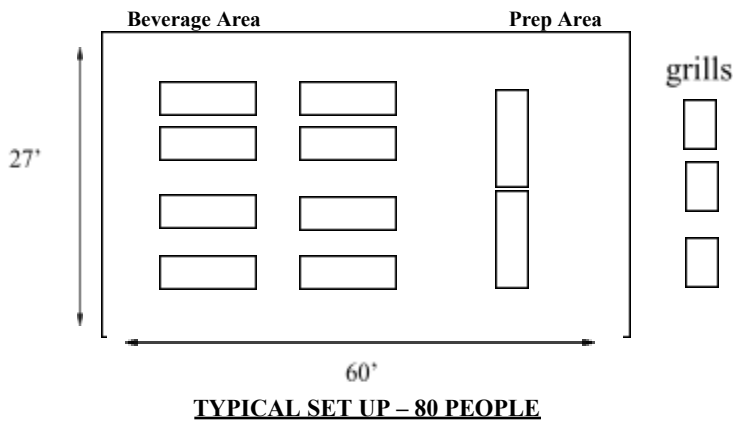 Beverage Area Prep Area
grills
27’
60’
TYPICAL SET UP – 80 PEOPLE